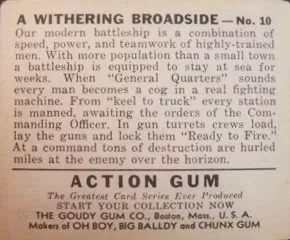 A WITHERING BROADSIDE — No. 10
Our modern battleship is a combination of
speed, power, and teamwork of highly-trained
men. With more population than a small town
a battleship is equipped to stay at sea for
weeks. When "General Quarters" sounds
every man becomes a cog in a real fighting
machine. From "keel to truck" every station
is manned, awaiting the orders of the Com-
manding Officer. In gun turrets crews load,
lay the guns and lock them "Ready to Fire."
At a command tons of destruction are hurled
miles at the enemy over the horizon.
ACTION GUM
The Greatest Card Series Ever Produced
START YOUR COLLECTION NOW
THE GOUDY GUM CO., Boston, Mass., U. S. A.
Makers of OH BOY, BIG BALLDY and CHUNX GUM